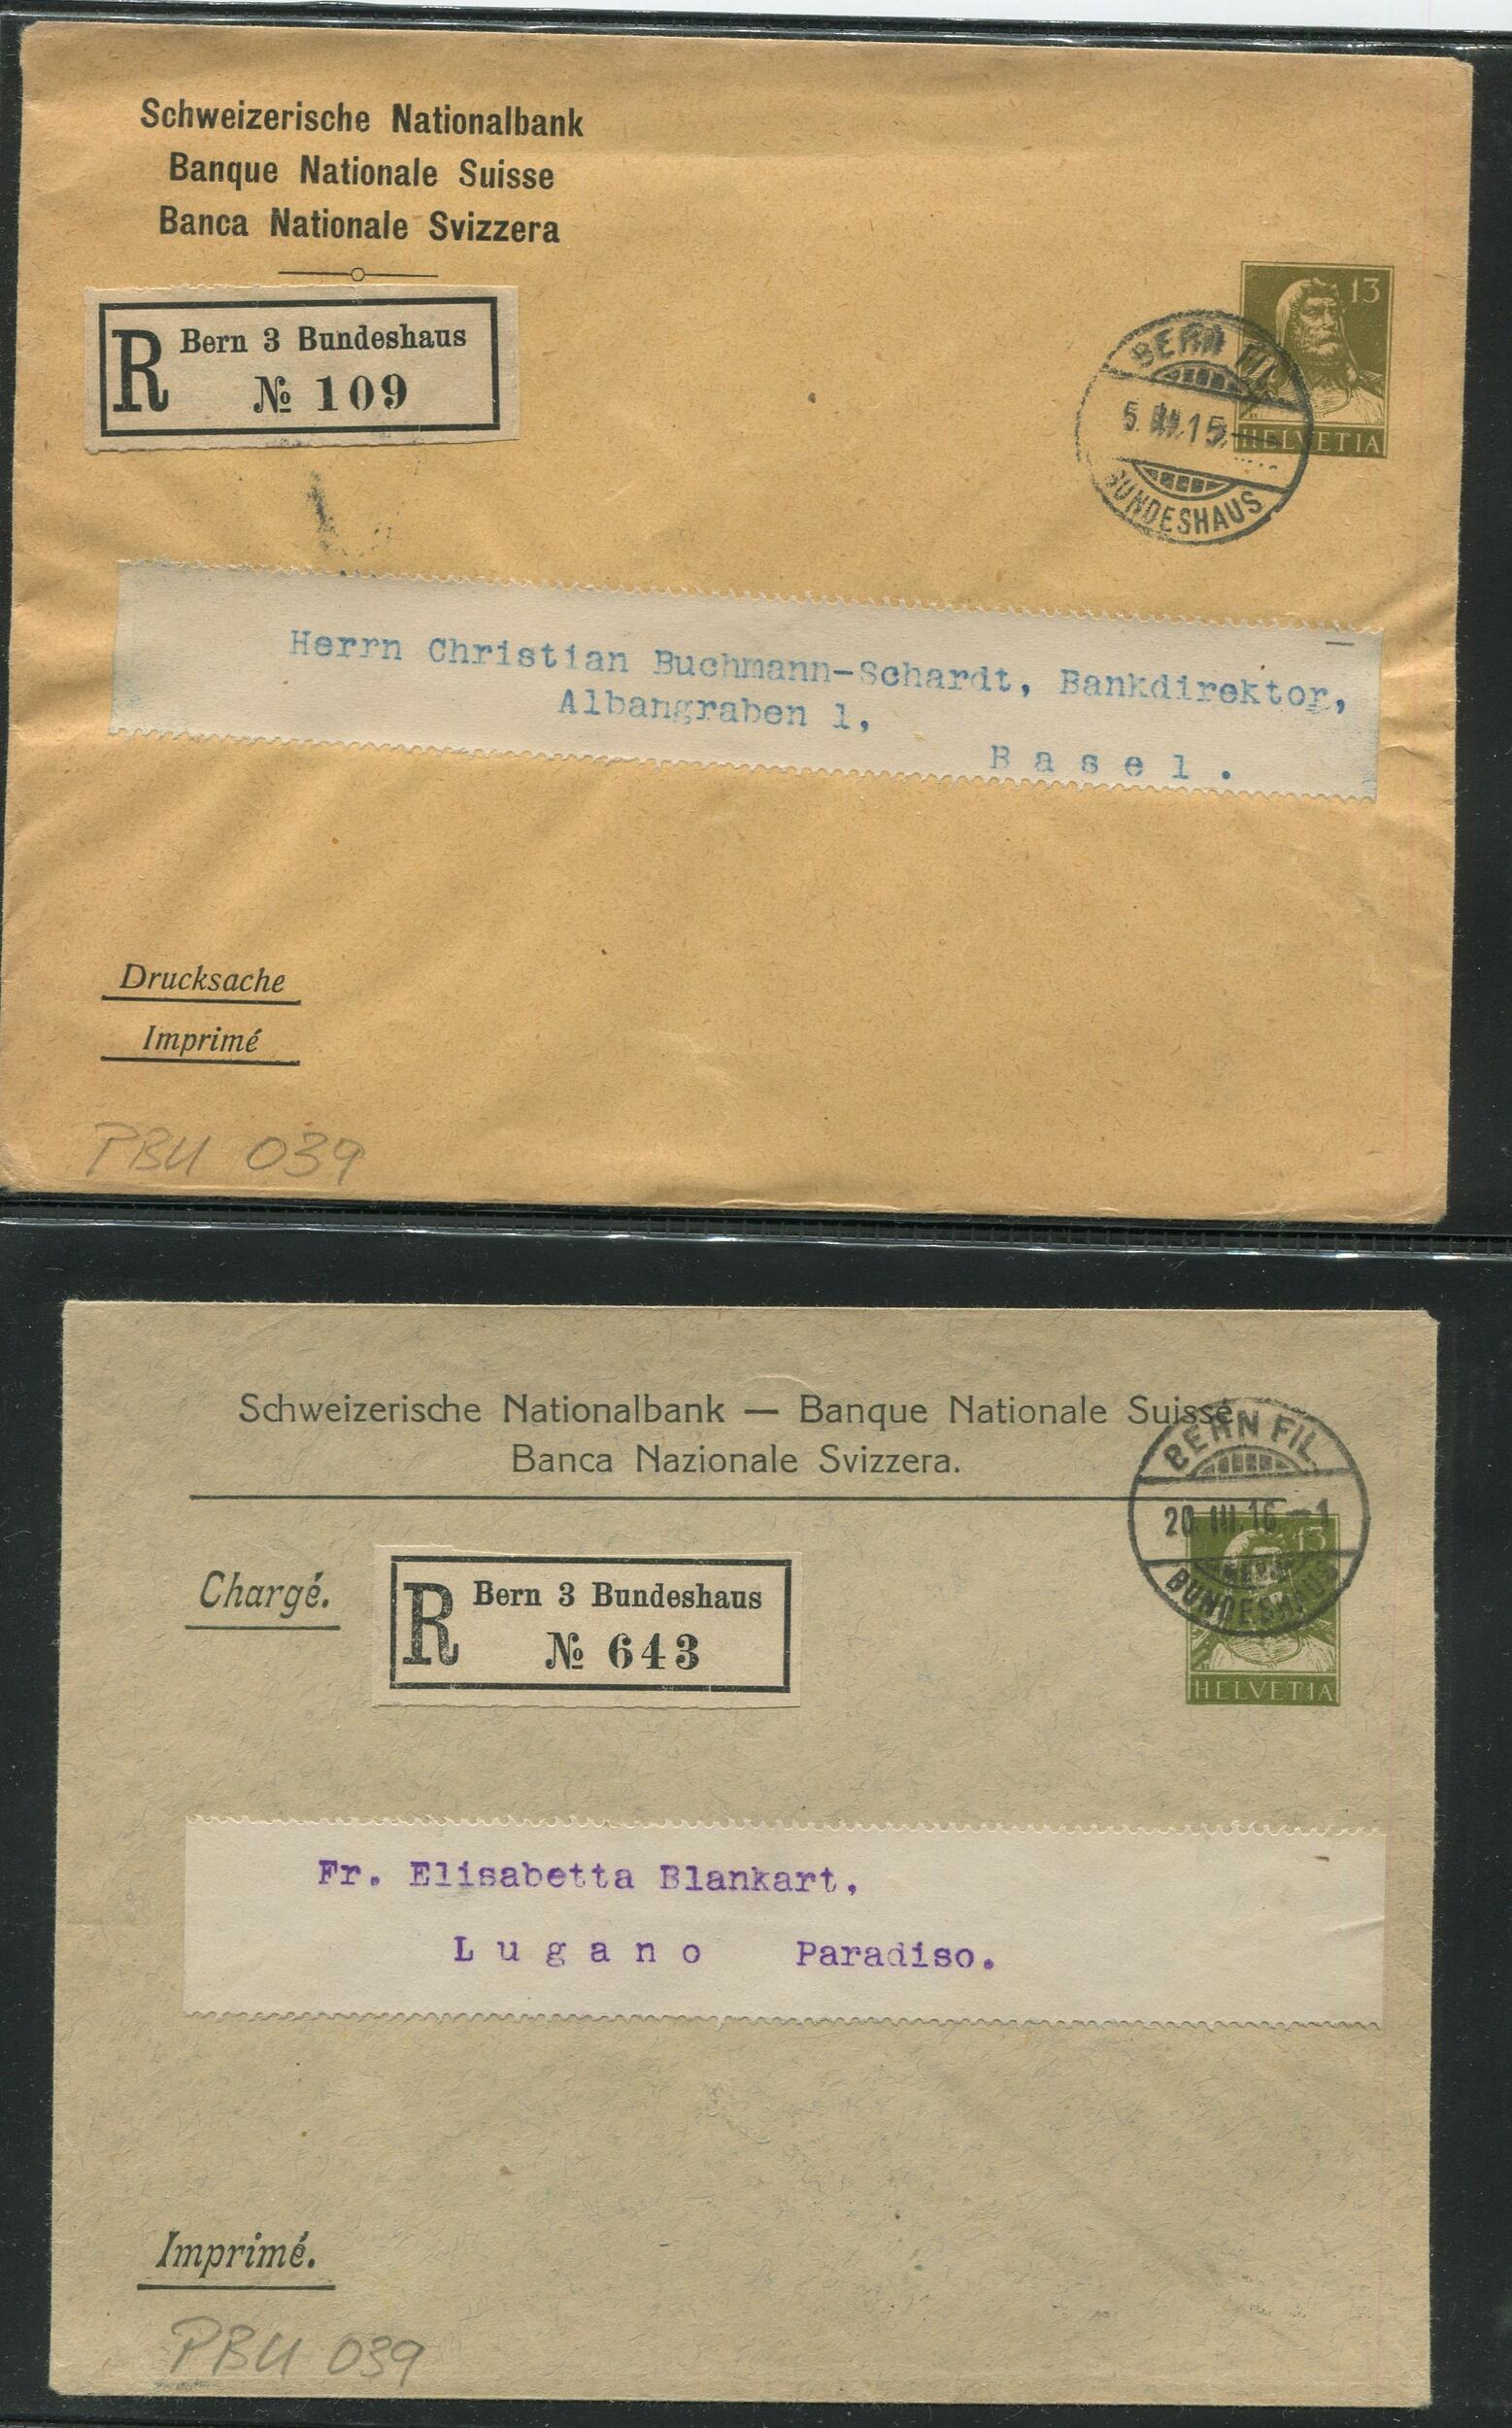 Schweizerische Nationalbank
Banque Nationale Suisse
Banca Nationale Svizzera
R Bern 3 Bundeshaus
№ 109
13
HELVETIA
BERN
5. 15.
BUNDESHAUS
Herrn Christian Buchmann-Schardt, Bankdirektor,
Albangraben 1,
Basel.
Drucksache
Imprimé
PBU 039
Schweizerische Nationalbank — Banque Nationale Suisse
Banca Nazionale Svizzera.
BERN FIL.
20. III. 16.–1
BUNDESHAUS
13
HELVETIA
Chargé.
R Bern 3 Bundeshaus
№ 643
Fr. Elisabetta Blankart,
Lugano Paradiso.
Imprimé.
PBU 039